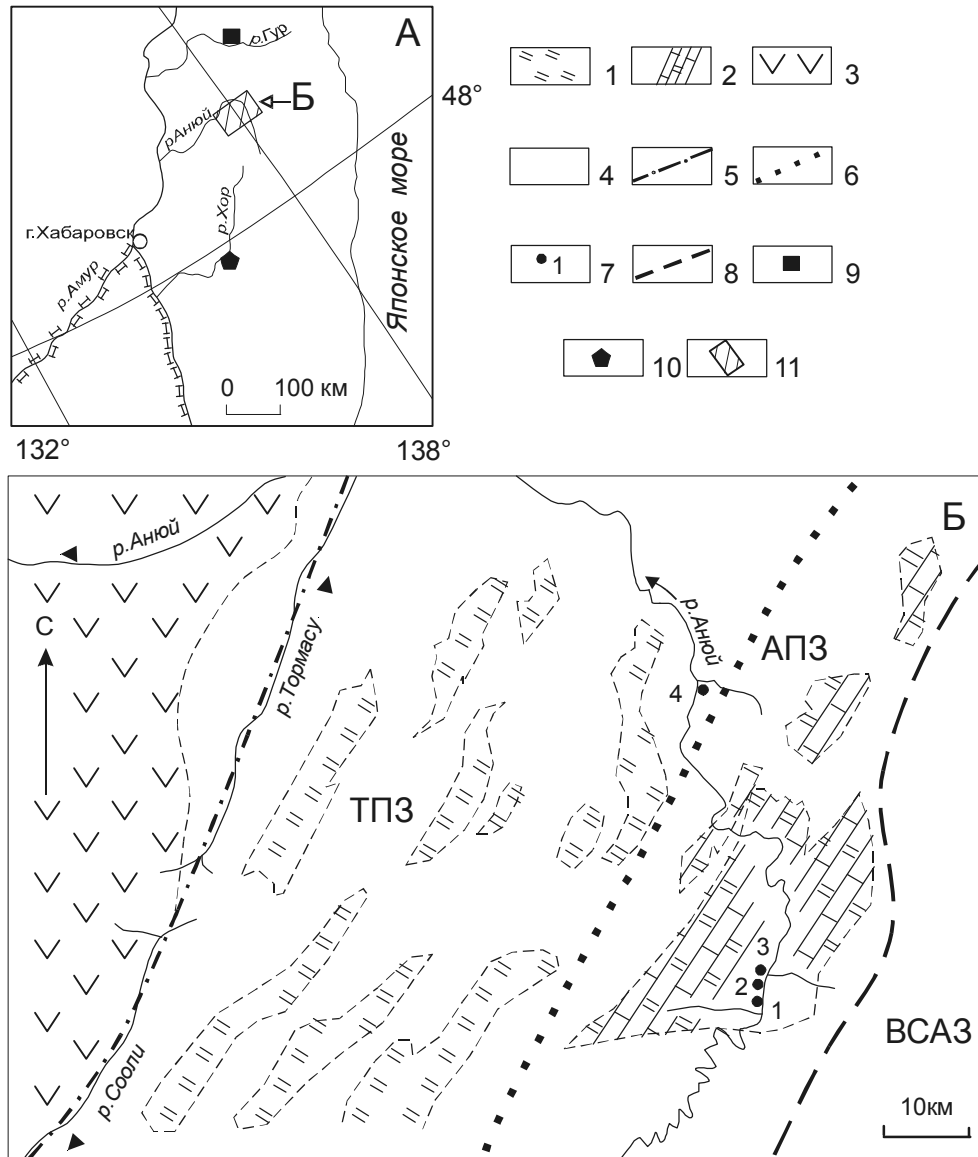 А
р.Гур
Б
48°
р.Анюй
Японское море
р.Хор
г.Хабаровск
р.Амур
0 100 км
132° 138°
1 2 3
4 5 6
1 7 8 9
10 11
Б
р.Анюй
С
р.Тормасу
р.Анюй
АПЗ
4
ТПЗ
3
2
1
ВСАЗ
р.Сооли
10км